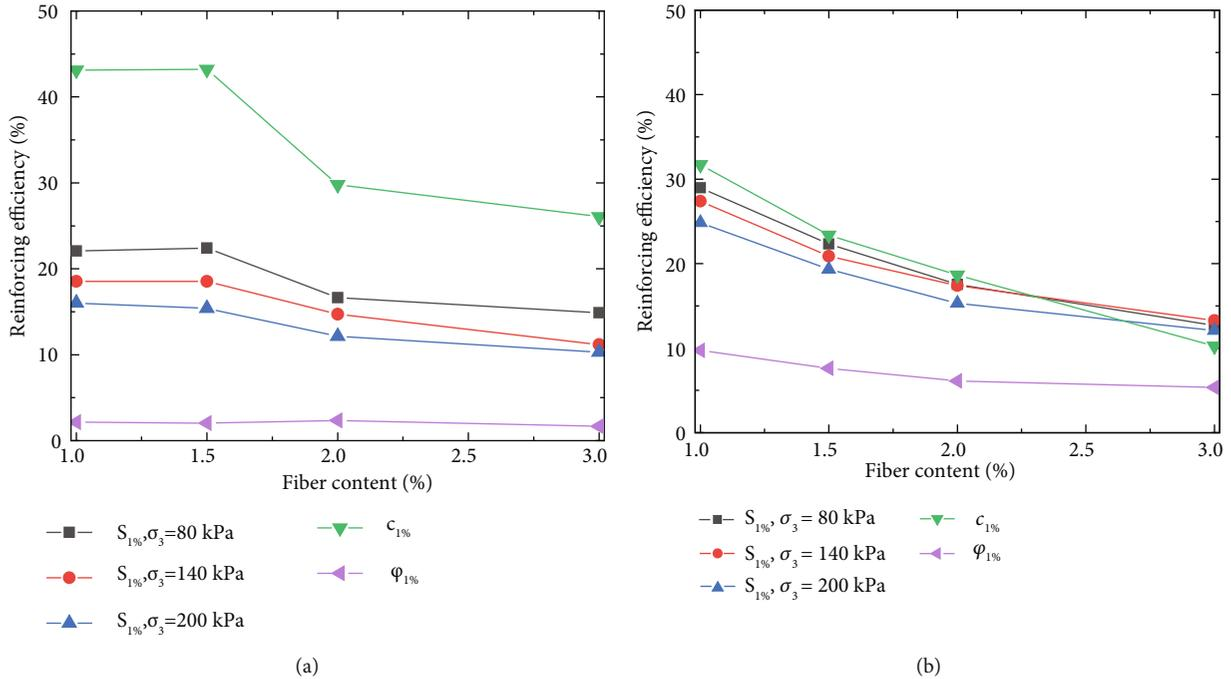 50
40
30
20
10
0
Reinforcing efficiency (%)
1.0 1.5 2.0 2.5 3.0
Fiber content (%)
S1%,σ3=80 kPa
S1%,σ3=140 kPa
S1%,σ3=200 kPa
c1%
φ1%
(a)
50
40
30
20
10
0
Reinforcing efficiency (%)
1.0 1.5 2.0 2.5 3.0
Fiber content (%)
S1%, σ3 = 80 kPa
S1%, σ3 = 140 kPa
S1%, σ3 = 200 kPa
c1%
φ1%
(b)